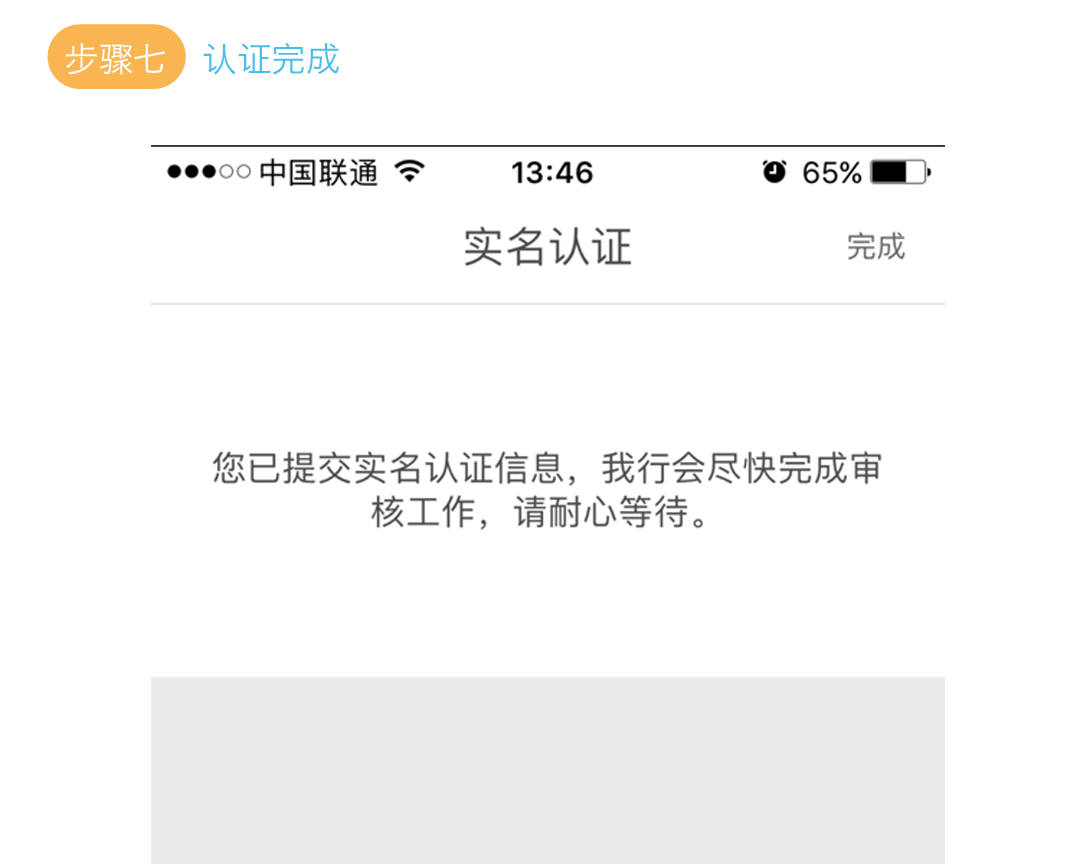 步骤七 认证完成
中国联通 13:46 65%
实名认证 完成
您已提交实名认证信息，我行会尽快完成审
核工作，请耐心等待。